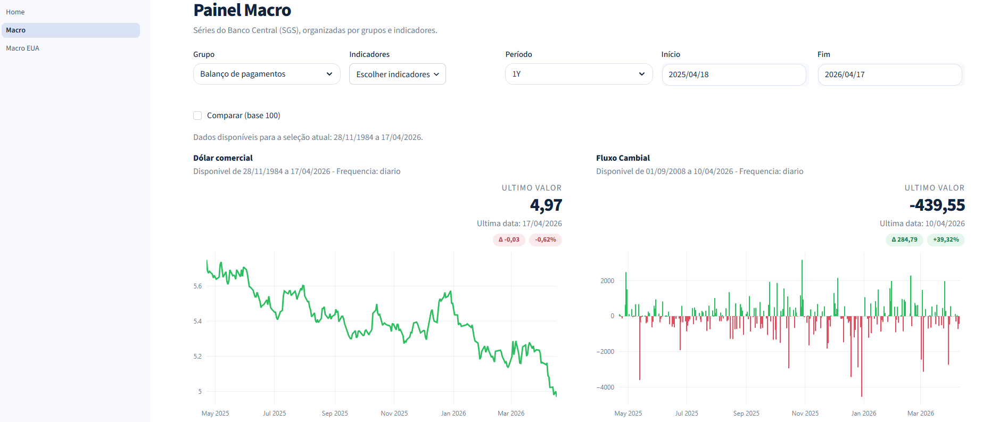 Home
Macro
Macro EUA
Painel Macro
Séries do Banco Central (SGS), organizadas por grupos e indicadores.
Grupo
Balanço de pagamentos
Indicadores
Escolher indicadores
Período
1Y
Início
2025/04/18
Fim
2026/04/17
Comparar (base 100)
Dados disponíveis para a seleção atual: 28/11/1984 a 17/04/2026.
Dólar comercial
Disponivel de 28/11/1984 a 17/04/2026 - Frequencia: diario
ULTIMO VALOR
4,97
Ultima data: 17/04/2026
Δ -0,03 -0,62%
5.6
5.4
5.2
5
May 2025 Jul 2025 Sep 2025 Nov 2025 Jan 2026 Mar 2026
Fluxo Cambial
Disponivel de 01/09/2008 a 10/04/2026 - Frequencia: diario
ULTIMO VALOR
-439,55
Ultima data: 10/04/2026
Δ 284,79 +39,32%
2000
0
−2000
−4000
May 2025 Jul 2025 Sep 2025 Nov 2025 Jan 2026 Mar 2026